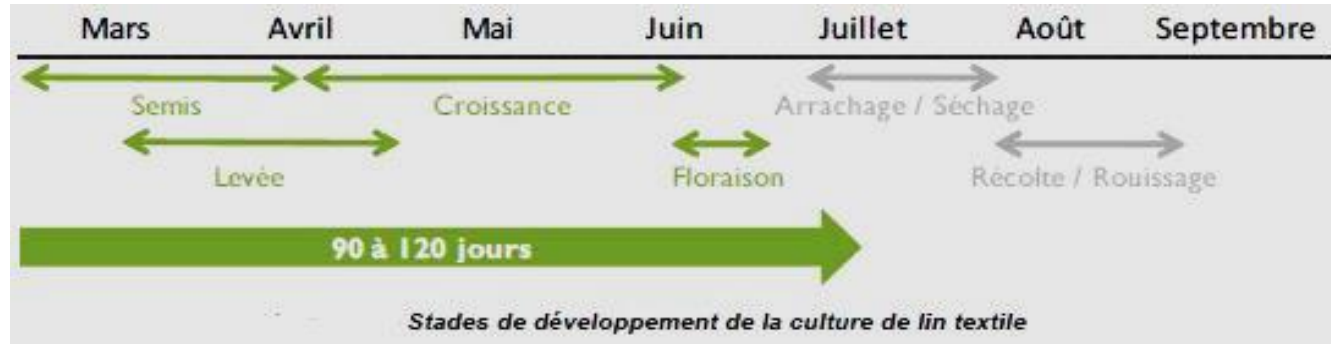 Mars Avril Mai Juin Juillet Août Septembre
Semis Croissance Arrachage / Séchage
Levée Floraison Récolte / Rouissage
90 à 120 jours
Stades de développement de la culture de lin textile